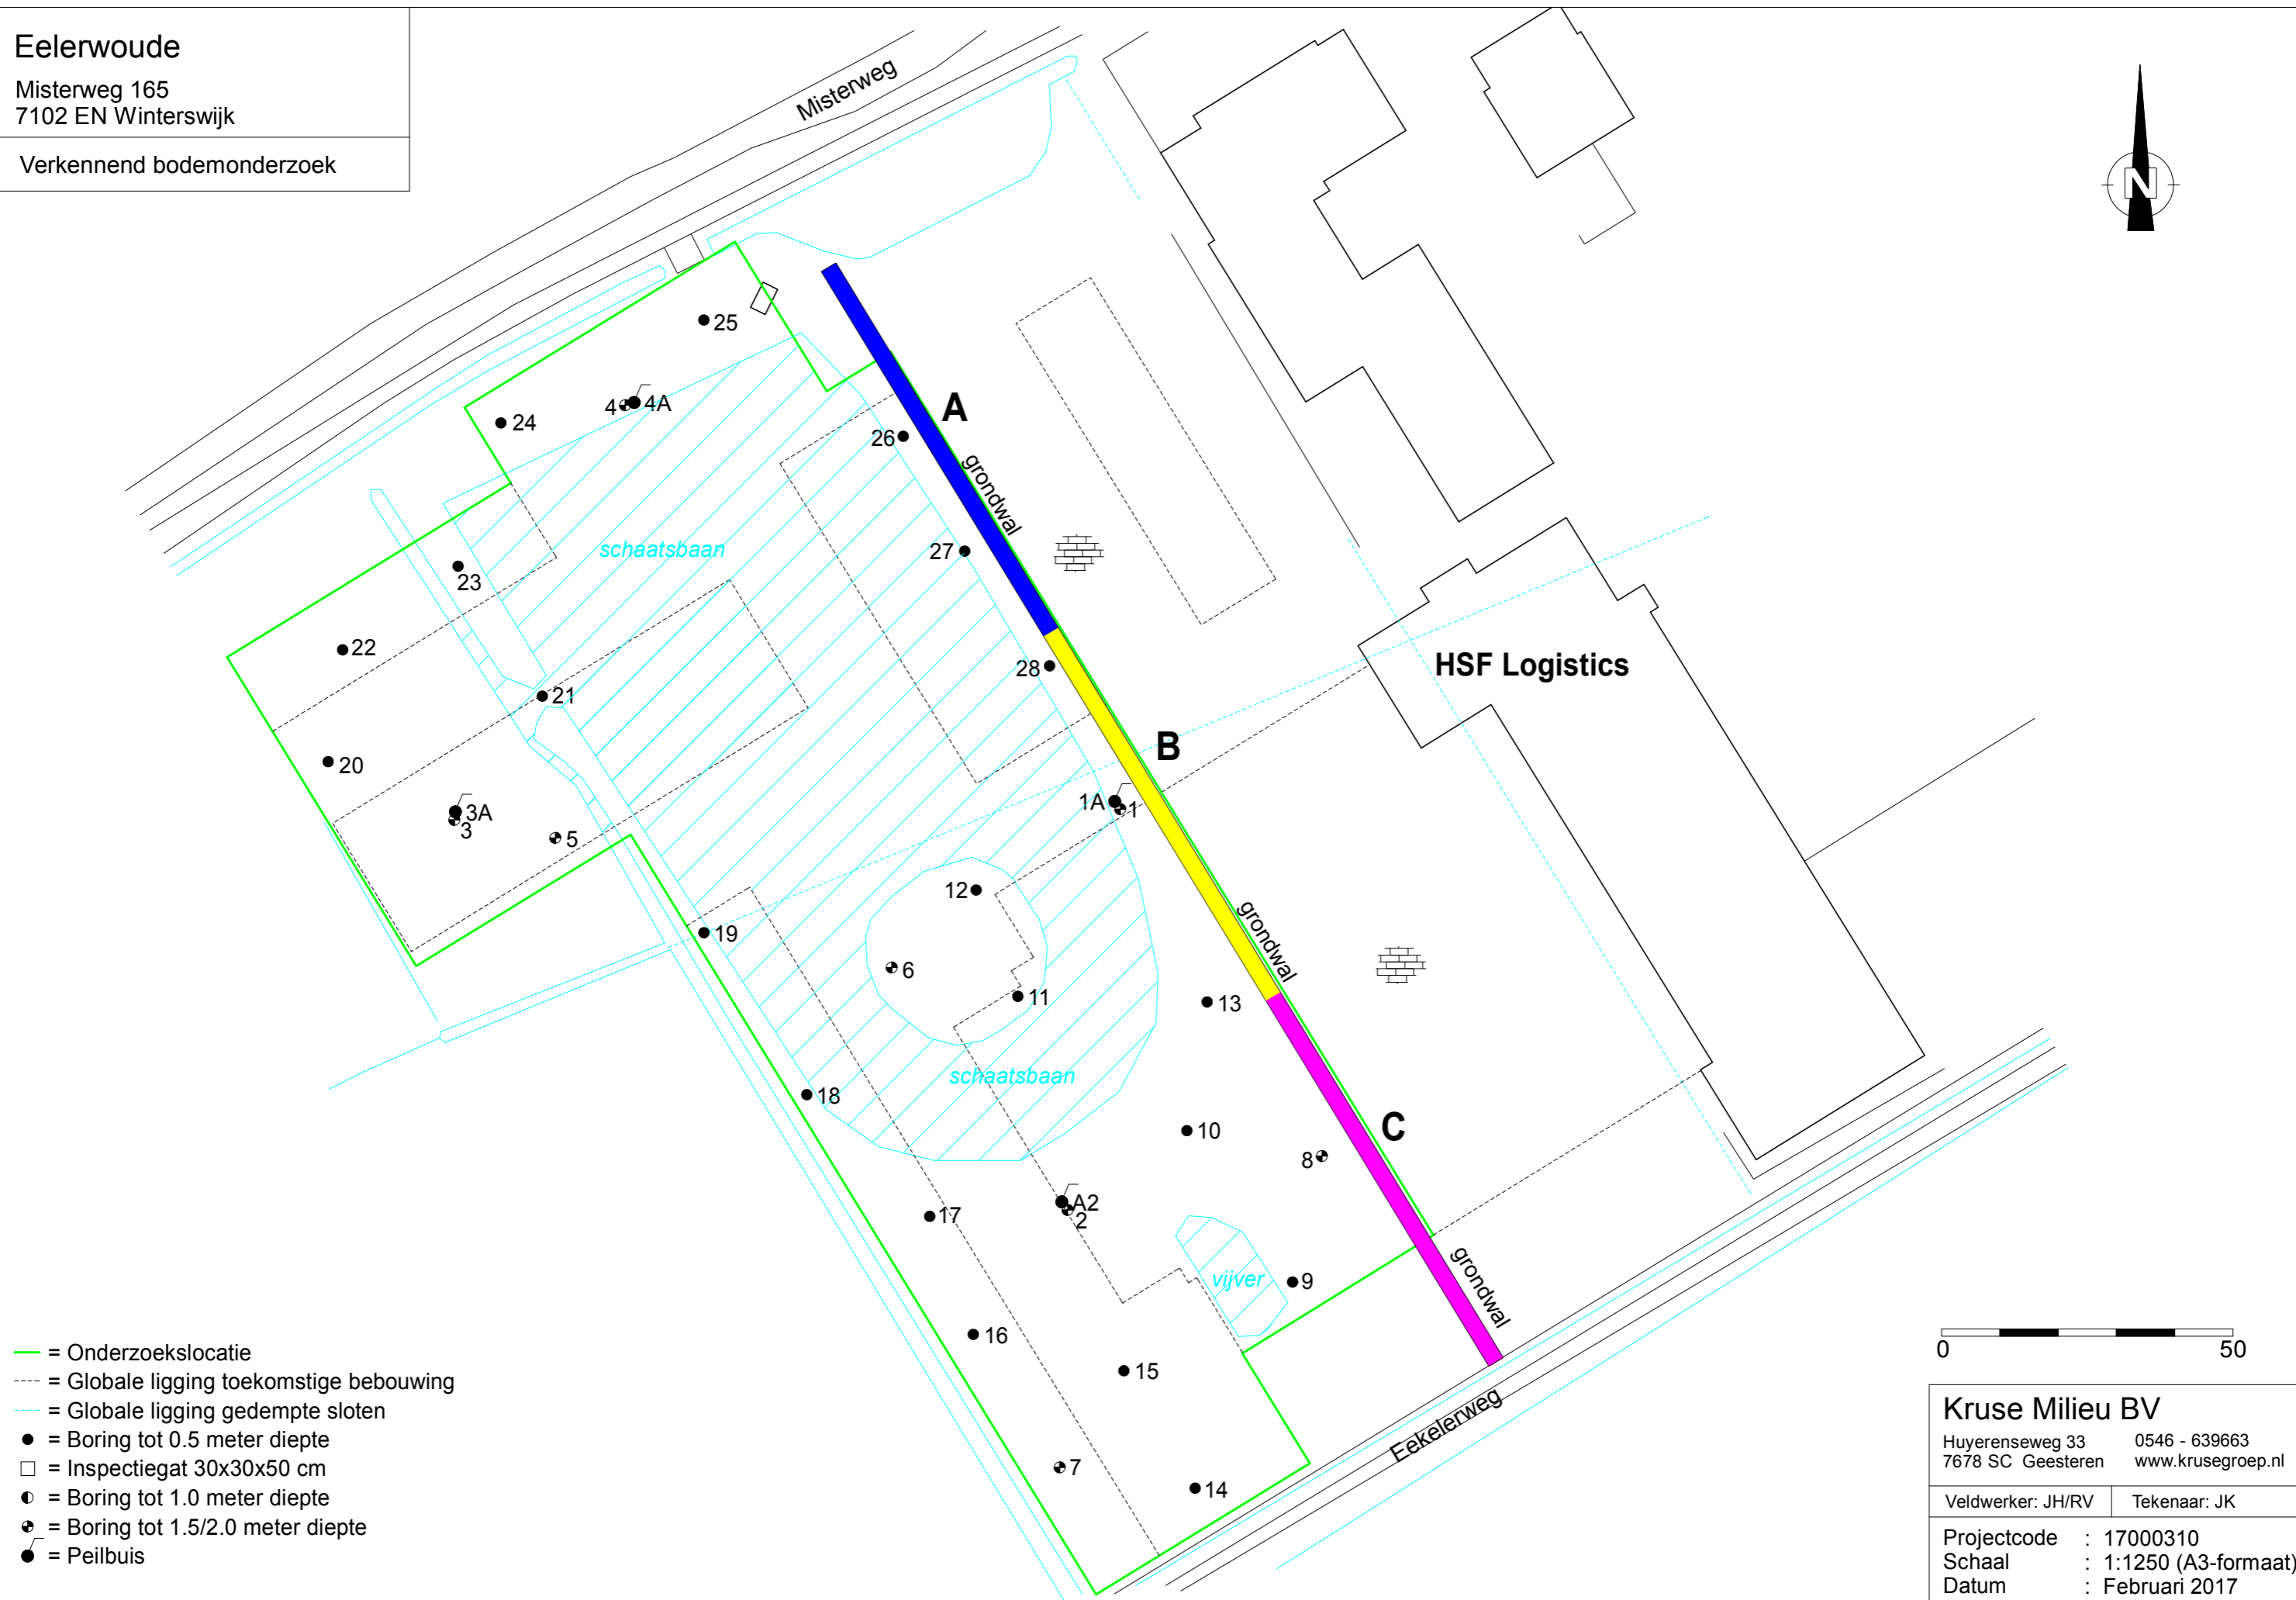 Eelerwoude
Misterweg 165
7102 EN Winterswijk
Verkennend bodemonderzoek
Misterweg
N
25
4 4A
24
A
26
grondwal
schaatsbaan
27
23
22
28
HSF Logistics
21
B
20
3A
3
5
1A 1
12
19
grondwal
6
11
13
schaatsbaan
18
10
C
8
A2
2
17
grondwal
vijver
9
16
15
Eekelerweg
7
14
= Onderzoekslocatie
= Globale ligging toekomstige bebouwing
= Globale ligging gedempte sloten
= Boring tot 0.5 meter diepte
= Inspectiegat 30x30x50 cm
= Boring tot 1.0 meter diepte
= Boring tot 1.5/2.0 meter diepte
= Peilbuis
0 50
Kruse Milieu BV
Huyerenseweg 33 0546 - 639663
7678 SC Geesteren www.krusegroep.nl
Veldwerker: JH/RV Tekenaar: JK
Projectcode : 17000310
Schaal : 1:1250 (A3-formaat)
Datum : Februari 2017